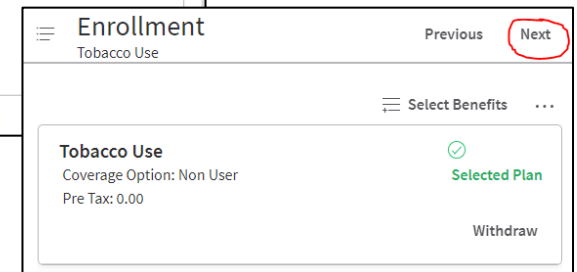 Enrollment
Previous
Next
Tobacco Use
Select Benefits
Tobacco Use
Coverage Option: Non User
Selected Plan
Pre Tax: 0.00
Withdraw